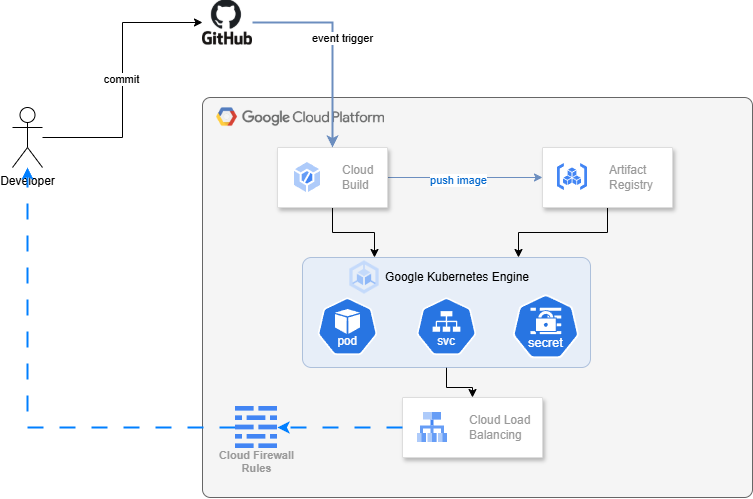 GitHub
event trigger
commit
Google Cloud Platform
Developer
Cloud
Build
push image
Artifact
Registry
Google Kubernetes Engine
pod
svc
secret
Cloud Load
Balancing
Cloud Firewall
Rules